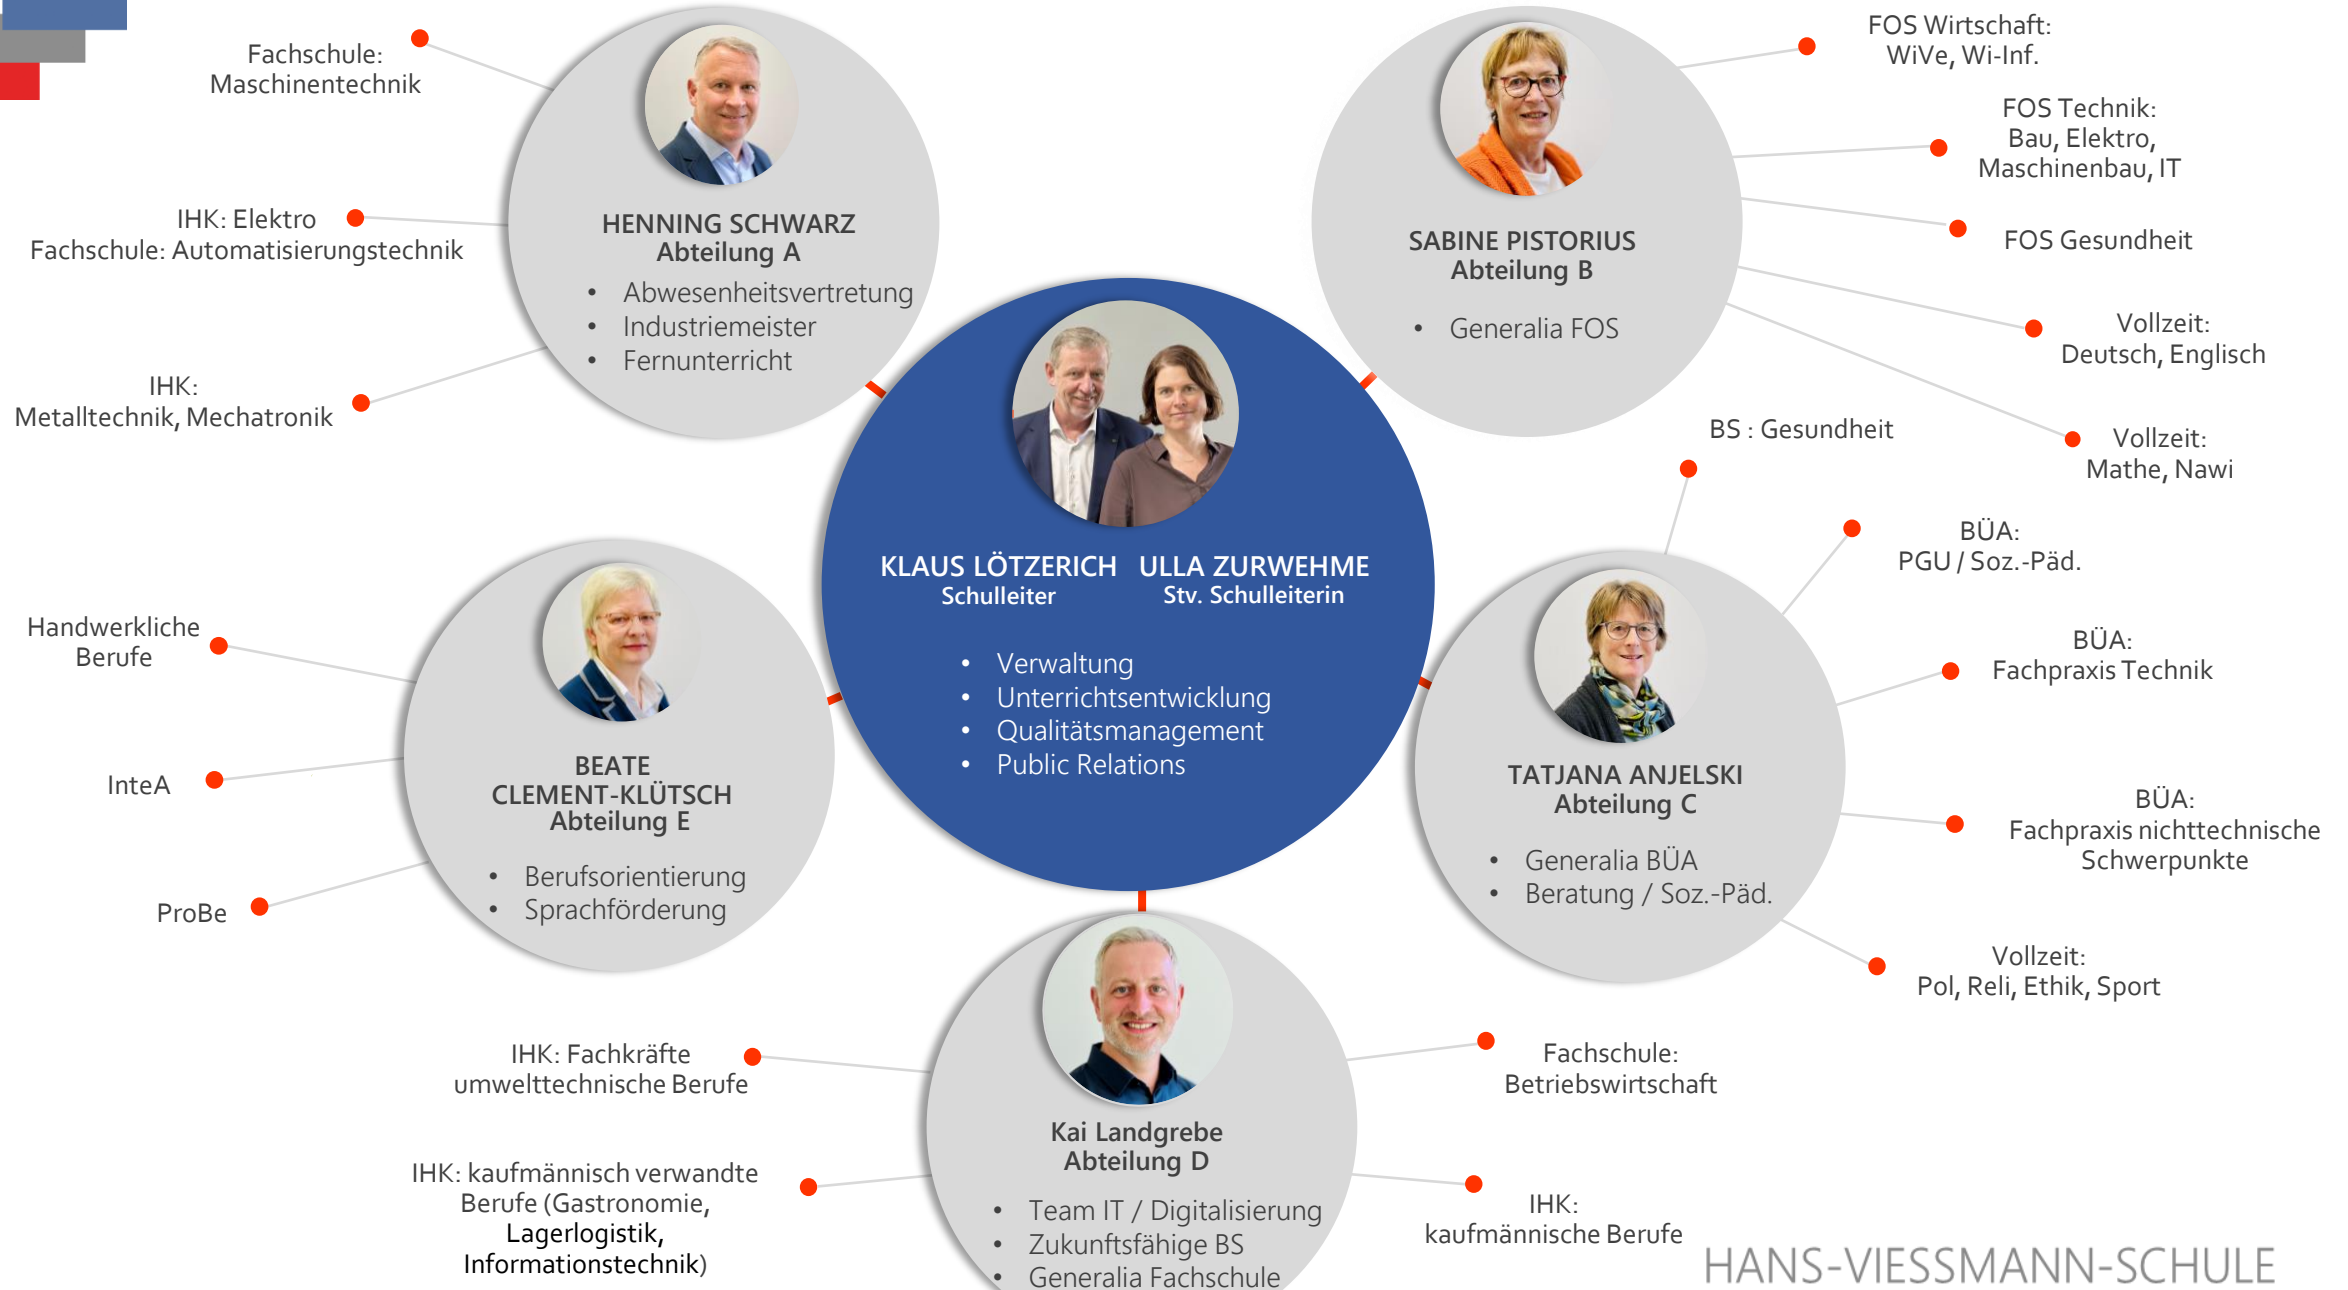 Fachschule:
Maschinentechnik
IHK: Elektro
Fachschule: Automatisierungstechnik
IHK:
Metalltechnik, Mechatronik
HENNING SCHWARZ
Abteilung A
• Abwesenheitsvertretung
• Industriemeister
• Fernunterricht
SABINE PISTORIUS
Abteilung B
• Generalia FOS
FOS Wirtschaft:
WiVe, Wi-Inf.
FOS Technik:
Bau, Elektro,
Maschinenbau, IT
FOS Gesundheit
Vollzeit:
Deutsch, Englisch
Vollzeit:
Mathe, Nawi
KLAUS LÖTZERICH
Schulleiter
ULLA ZURWEHME
Stv. Schulleiterin
• Verwaltung
• Unterrichtsentwicklung
• Qualitätsmanagement
• Public Relations
BS : Gesundheit
BÜA:
PGU / Soz.-Päd.
BÜA:
Fachpraxis Technik
BÜA:
Fachpraxis nichttechnische
Schwerpunkte
Vollzeit:
Pol, Reli, Ethik, Sport
TATJANA ANJELSKI
Abteilung C
• Generalia BÜA
• Beratung / Soz.-Päd.
Handwerkliche
Berufe
InteA
ProBe
BEATE
CLEMENT-KLÜTSCH
Abteilung E
• Berufsorientierung
• Sprachförderung
IHK: Fachkräfte
umwelttechnische Berufe
IHK: kaufmännisch verwandte
Berufe (Gastronomie,
Lagerlogistik,
Informationstechnik)
Kai Landgrebe
Abteilung D
• Team IT / Digitalisierung
• Zukunftsfähige BS
• Generalia Fachschule
Fachschule:
Betriebswirtschaft
IHK:
kaufmännische Berufe
HANS-VIESSMANN-SCHULE